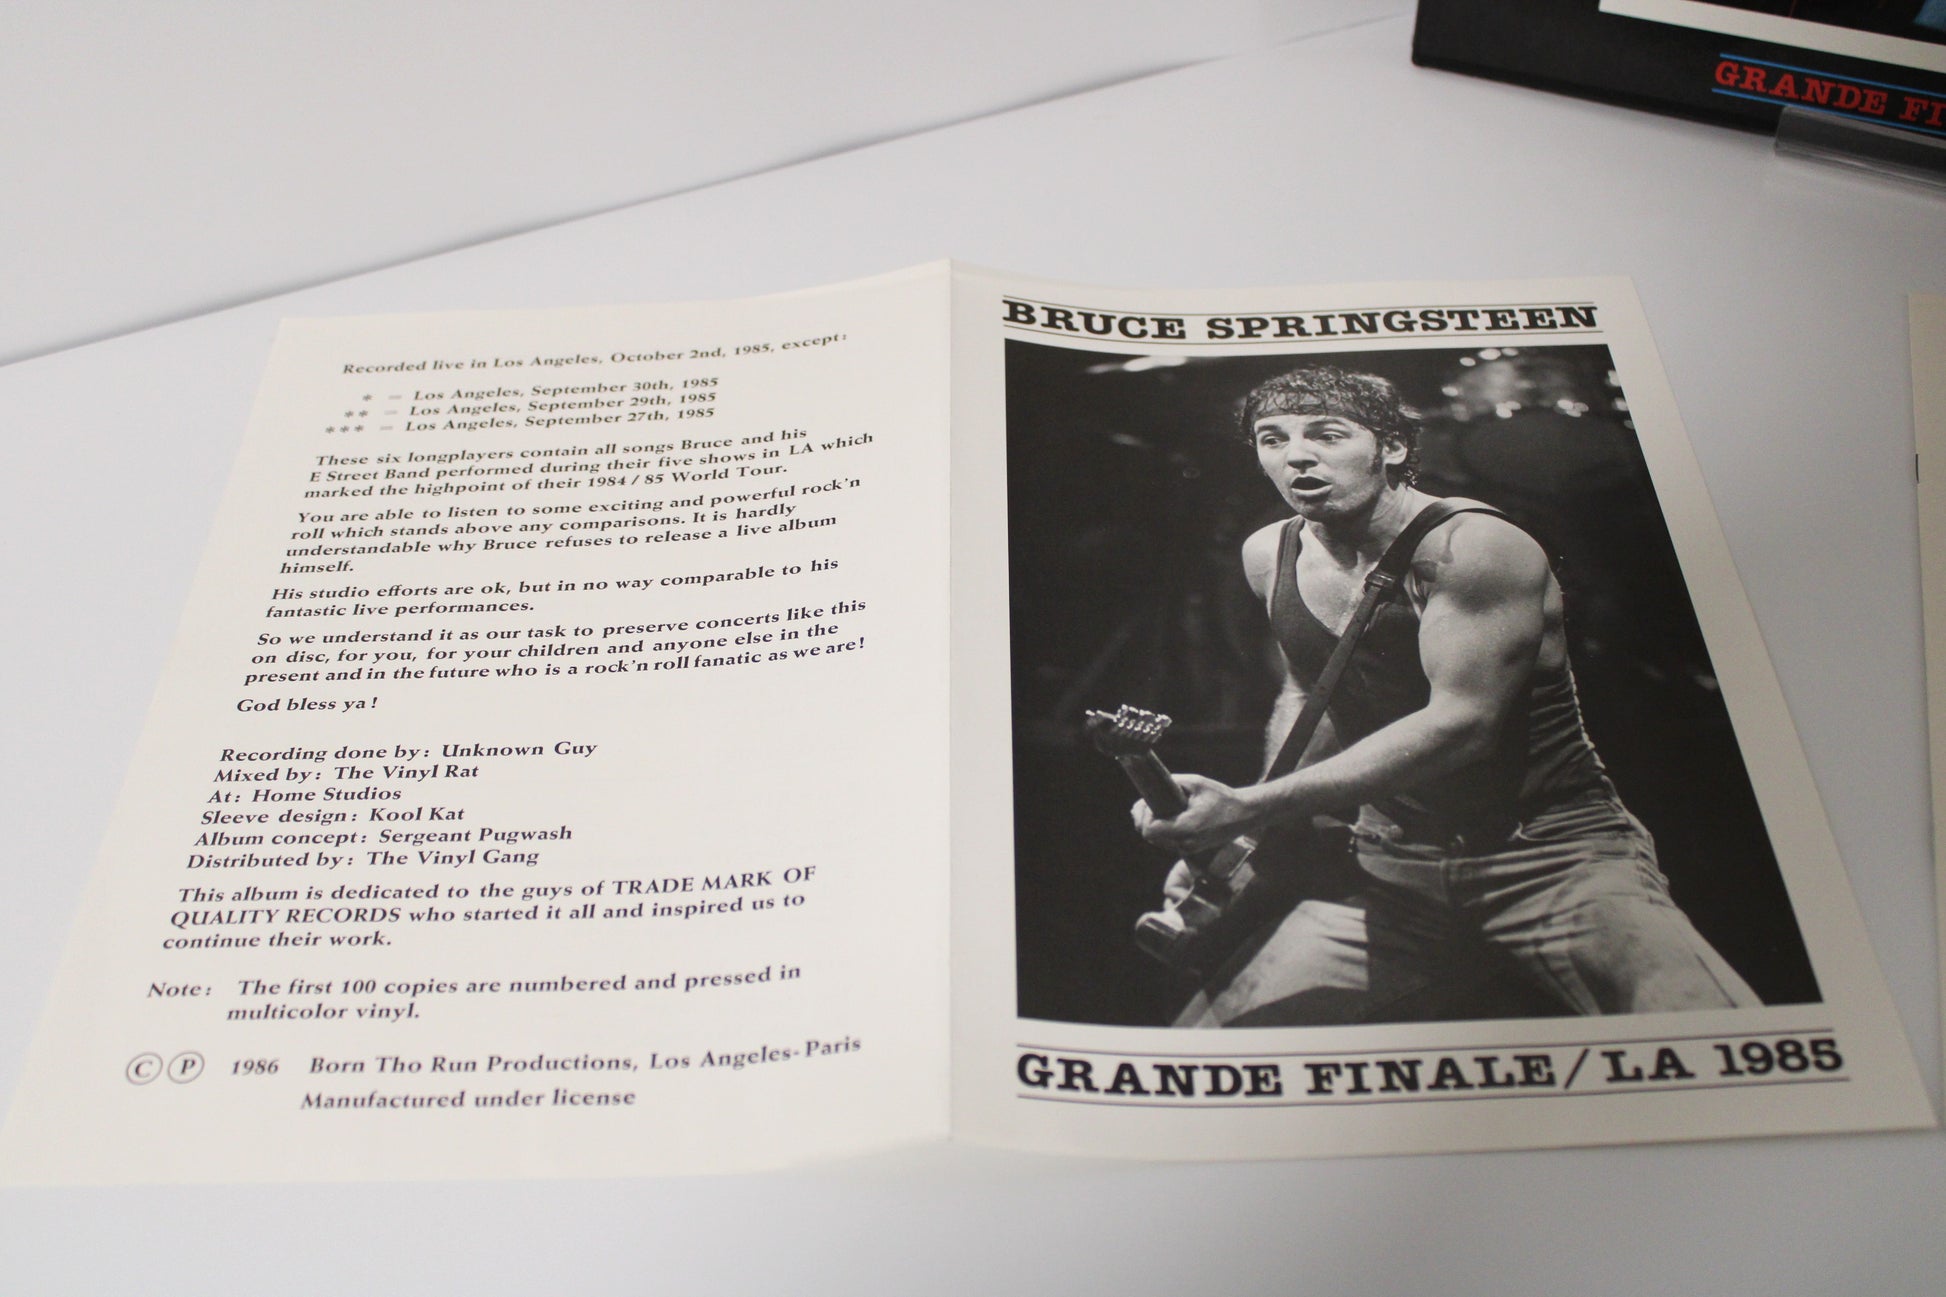 GRANDE FI
Recorded live in Los Angeles, October 2nd, 1985, except:
* = Los Angeles, September 30th, 1985
** = Los Angeles, September 29th, 1985
*** = Los Angeles, September 27th, 1985
These six longplayers contain all songs Bruce and his
E Street Band performed during their five shows in LA which
marked the highpoint of their 1984 / 85 World Tour.
You are able to listen to some exciting and powerful rock'n
roll which stands above any comparisons. It is hardly
understandable why Bruce refuses to release a live album
himself.
His studio efforts are ok, but in no way comparable to his
fantastic live performances.
So we understand it as our task to preserve concerts like this
on disc, for you, for your children and anyone else in the
present and in the future who is a rock'n roll fanatic as we are!
God bless ya!
Recording done by: Unknown Guy
Mixed by: The Vinyl Rat
At: Home Studios
Sleeve design: Kool Kat
Album concept: Sergeant Pugwash
Distributed by: The Vinyl Gang
This album is dedicated to the guys of TRADE MARK OF
QUALITY RECORDS who started it all and inspired us to
continue their work.
Note: The first 100 copies are numbered and pressed in
multicolor vinyl.
Ⓒ Ⓟ 1986 Born Tho Run Productions, Los Angeles-Paris
Manufactured under license
BRUCE SPRINGSTEEN
GRANDE FINALE/LA 1985